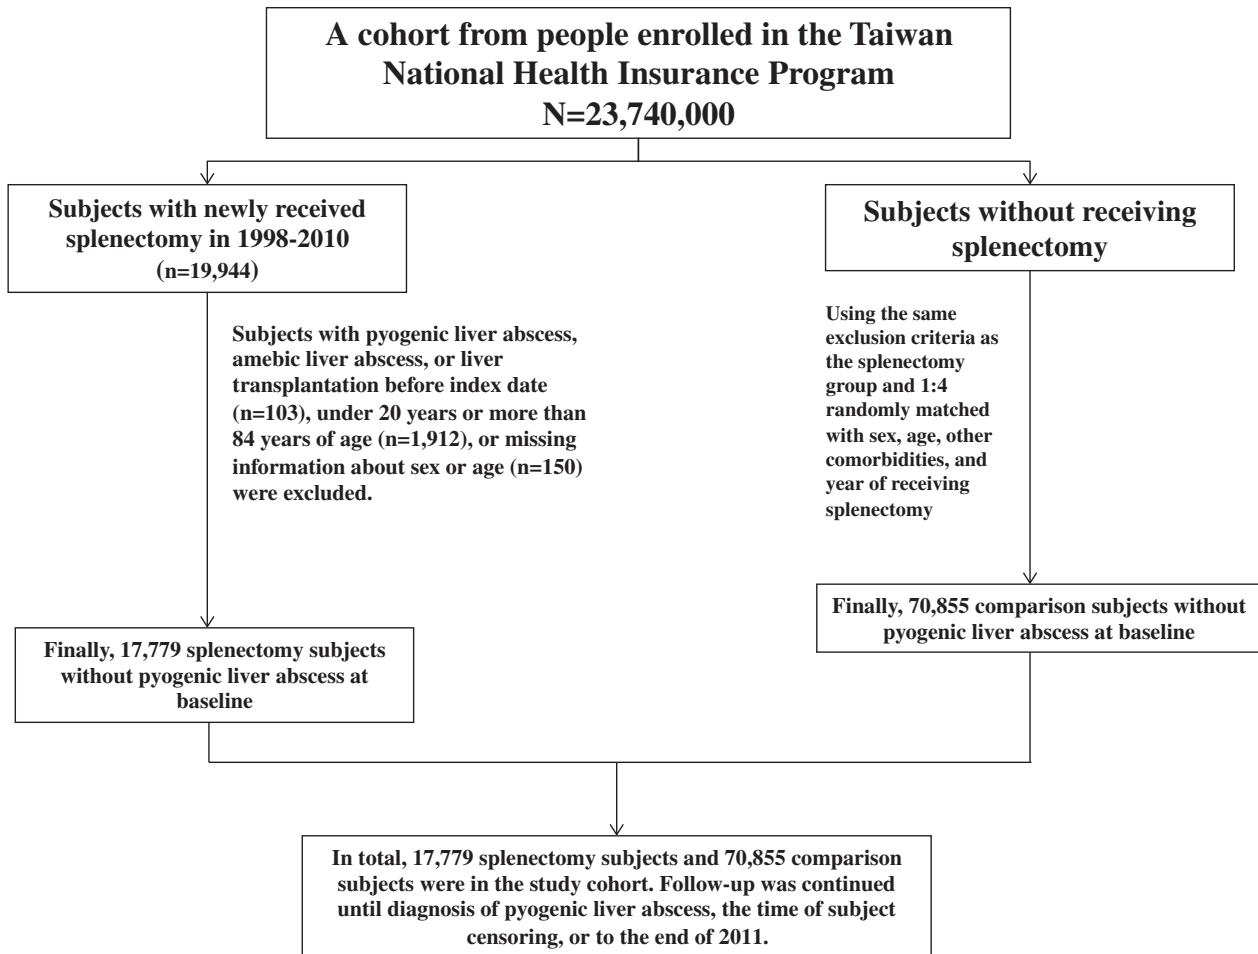 A cohort from people enrolled in the Taiwan
National Health Insurance Program
N=23,740,000
Subjects with newly received
splenectomy in 1998-2010
(n=19,944)
Subjects without receiving
splenectomy
Subjects with pyogenic liver abscess,
amebic liver abscess, or liver
transplantation before index date
(n=103), under 20 years or more than
84 years of age (n=1,912), or missing
information about sex or age (n=150)
were excluded.
Using the same
exclusion criteria as
the splenectomy
group and 1:4
randomly matched
with sex, age, other
comorbidities, and
year of receiving
splenectomy
Finally, 17,779 splenectomy subjects
without pyogenic liver abscess at
baseline
Finally, 70,855 comparison subjects without
pyogenic liver abscess at baseline
In total, 17,779 splenectomy subjects and 70,855 comparison
subjects were in the study cohort. Follow-up was continued
until diagnosis of pyogenic liver abscess, the time of subject
censoring, or to the end of 2011.